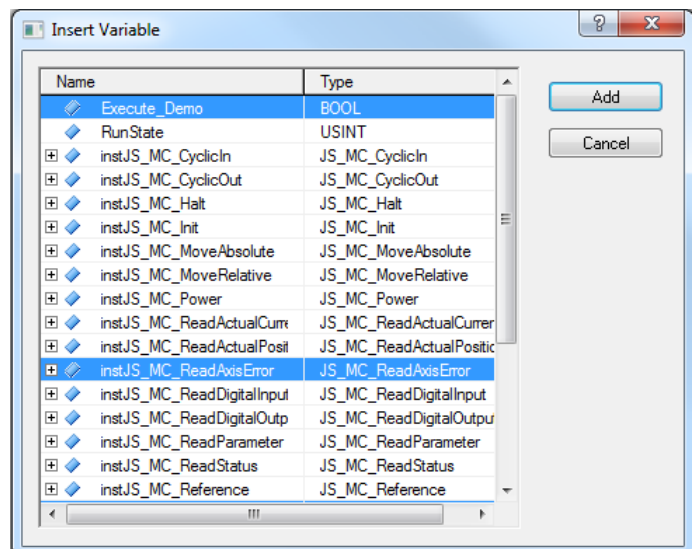 Insert Variable
Name Type
Execute_Demo BOOL
RunState USINT
instJS_MC_CyclicIn JS_MC_CyclicIn
instJS_MC_CyclicOut JS_MC_CyclicOut
instJS_MC_Halt JS_MC_Halt
instJS_MC_Init JS_MC_Init
instJS_MC_MoveAbsolute JS_MC_MoveAbsolute
instJS_MC_MoveRelative JS_MC_MoveRelative
instJS_MC_Power JS_MC_Power
instJS_MC_ReadActualCurre JS_MC_ReadActualCurrer
instJS_MC_ReadActualPosit JS_MC_ReadActualPositic
instJS_MC_ReadAxisError JS_MC_ReadAxisError
instJS_MC_ReadDigitalInput JS_MC_ReadDigitalInput
instJS_MC_ReadDigitalOutp JS_MC_ReadDigitalOutput
instJS_MC_ReadParameter JS_MC_ReadParameter
instJS_MC_ReadStatus JS_MC_ReadStatus
instJS_MC_Reference JS_MC_Reference
Add
Cancel